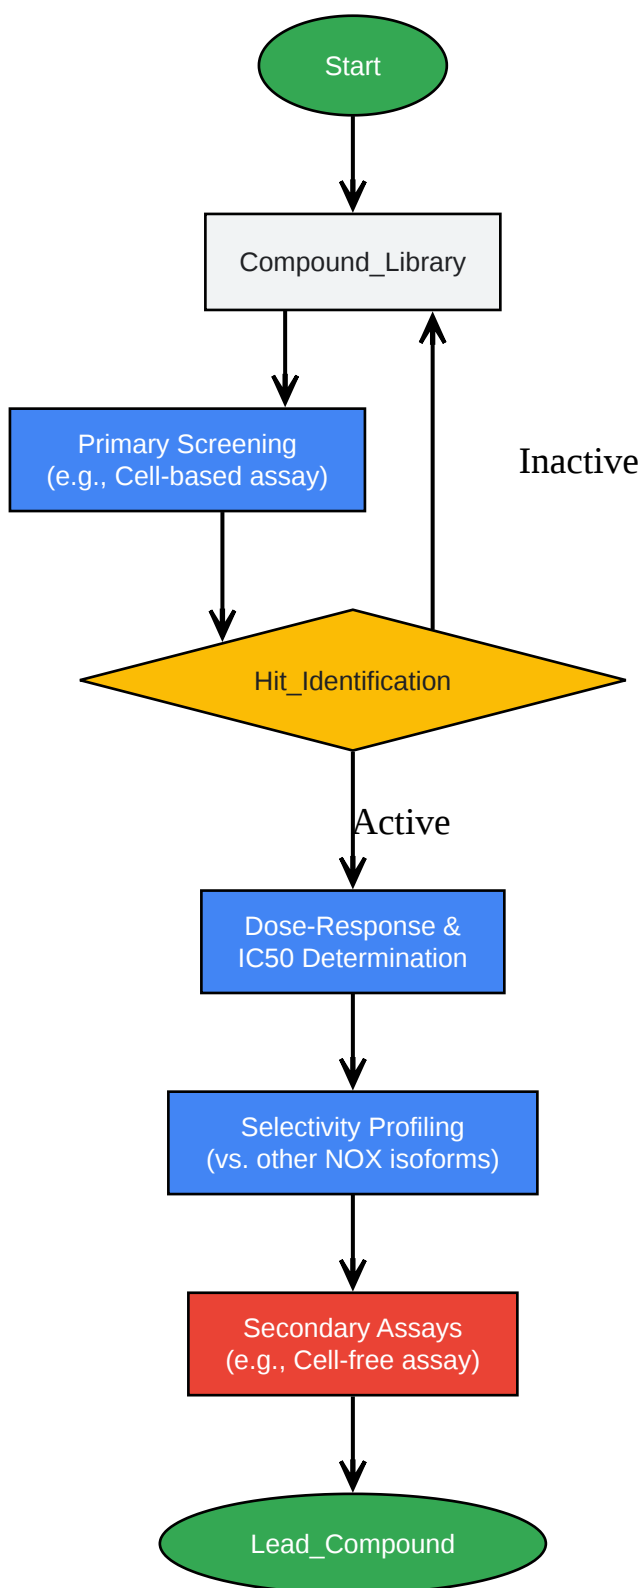 Start
Compound_Library
Primary Screening
(e.g., Cell-based assay)
Inactive
Hit_Identification
Active
Dose-Response &
IC50 Determination
Selectivity Profiling
(vs. other NOX isoforms)
Secondary Assays
(e.g., Cell-free assay)
Lead_Compound